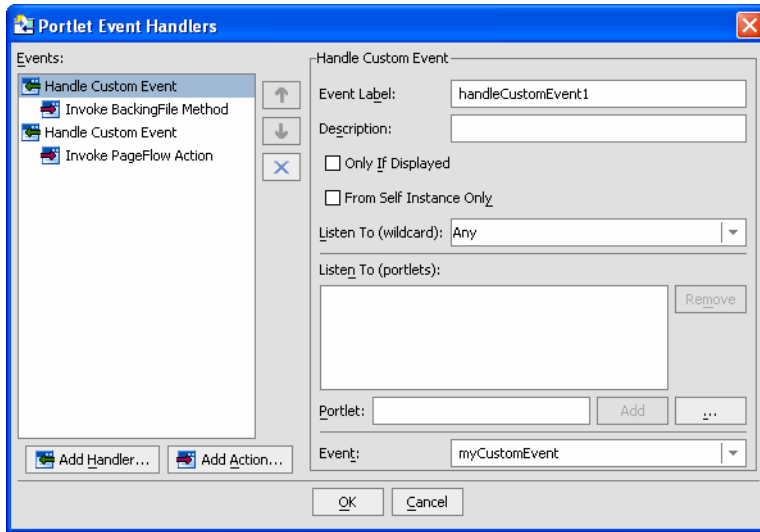 Portlet Event Handlers
Events:
Handle Custom Event
Invoke BackingFile Method
Handle Custom Event
Invoke PageFlow Action
Add Handler...
Add Action...
Handle Custom Event
Event Label: handleCustomEvent1
Description:
Only If Displayed
From Self Instance Only
Listen To (wildcard): Any
Listen To (portlets):
Remove
Portlet: Add ...
Event: myCustomEvent
OK Cancel